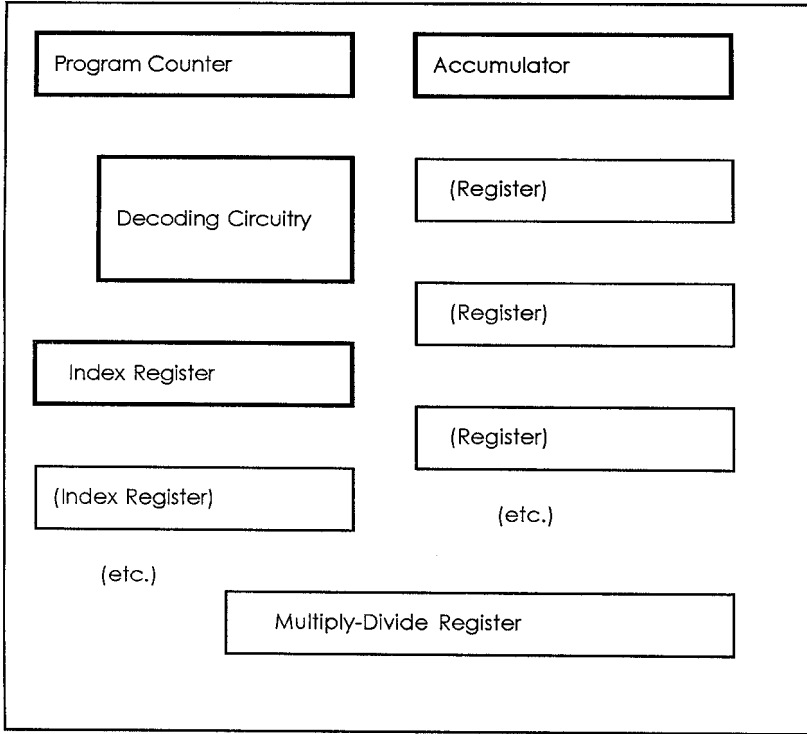 Program Counter
Accumulator
Decoding Circuitry
(Register)
(Register)
Index Register
(Register)
(Index Register)
(etc.)
(etc.)
Multiply-Divide Register